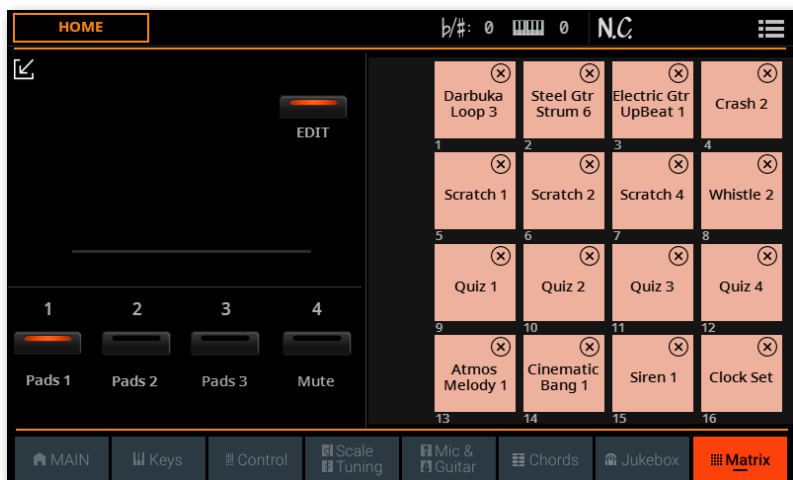 HOME
♭/#: 0
0
N.C.
EDIT
Darbuka
Loop 3
1
Steel Gtr
Strum 6
2
Electric Gtr
UpBeat 1
3
Crash 2
4
Scratch 1
5
Scratch 2
6
Scratch 4
7
Whistle 2
8
Quiz 1
9
Quiz 2
10
Quiz 3
11
Quiz 4
12
Atmos
Melody 1
13
Cinematic
Bang 1
14
Siren 1
15
Clock Set
16
1 2 3 4
Pads 1 Pads 2 Pads 3 Mute
MAIN
Keys
Control
Scale
Tuning
Mic &
Guitar
Chords
Jukebox
Matrix